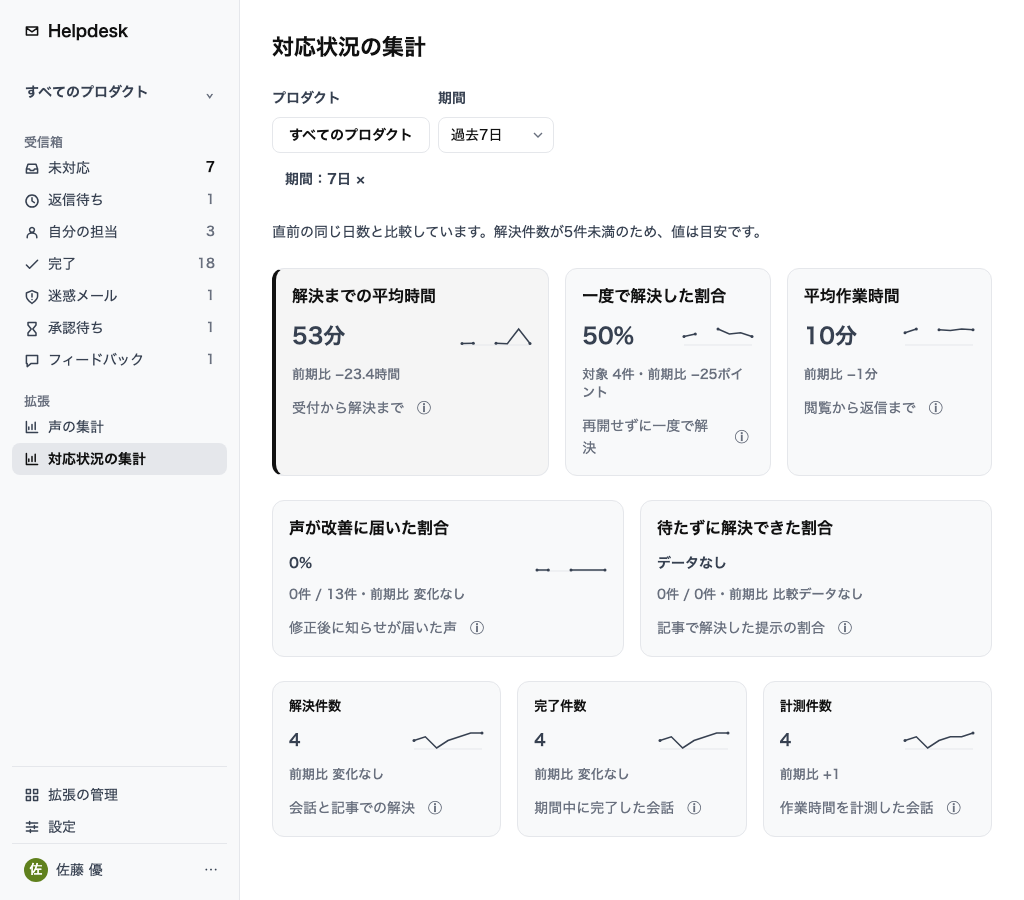 Helpdesk
すべてのプロダクト
受信箱
未対応 7
返信待ち 1
自分の担当 3
完了 18
迷惑メール 1
承認待ち 1
フィードバック 1
拡張
声の集計
対応状況の集計
拡張の管理
設定
佐 佐藤 優 ···
対応状況の集計
プロダクト 期間
すべてのプロダクト 過去7日
期間：7日 ×
直前の同じ日数と比較しています。解決件数が5件未満のため、値は目安です。
解決までの平均時間
53分
前期比 −23.4時間
受付から解決まで
一度で解決した割合
50%
対象 4件・前期比 −25ポイ
ント
再開せずに一度で解
決
平均作業時間
10分
前期比 −1分
閲覧から返信まで
声が改善に届いた割合
0%
0件 / 13件・前期比 変化なし
修正後に知らせが届いた声
待たずに解決できた割合
データなし
0件 / 0件・前期比 比較データなし
記事で解決した提示の割合
解決件数
4
前期比 変化なし
会話と記事での解決
完了件数
4
前期比 変化なし
期間中に完了した会話
計測件数
4
前期比 +1
作業時間を計測した会話